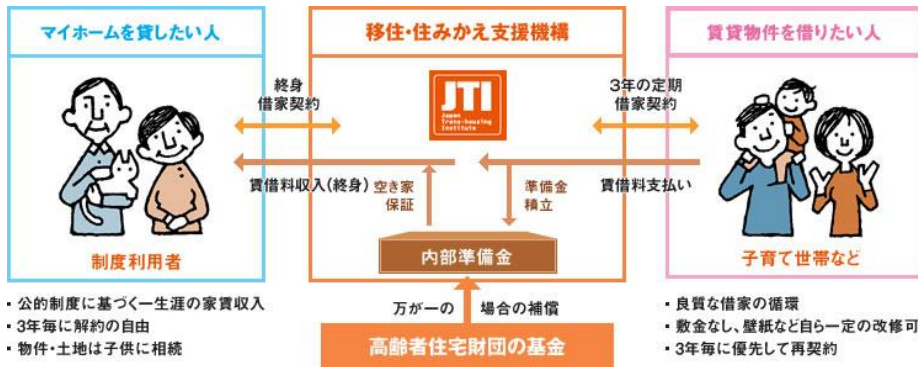 マイホームを貸したい人
移住・住みかえ支援機構
賃貸物件を借りたい人
終身
借家契約
JTI
Japan
Trans-housing
Institute
3年の定期
借家契約
賃借料収入(終身)
空き家
保証
準備金
積立
賃借料支払い
内部準備金
制度利用者
子育て世帯など
▪ 公的制度に基づく一生涯の家賃収入
▪ 3年毎に解約の自由
▪ 物件・土地は子供に相続
万が一の 場合の補償
高齢者住宅財団の基金
▪ 良質な借家の循環
▪ 敷金なし、壁紙など自ら一定の改修可
▪ 3年毎に優先して再契約